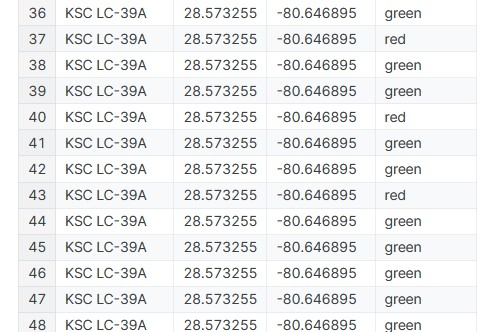 36 KSC LC-39A 28.573255 -80.646895 green
37 KSC LC-39A 28.573255 -80.646895 red
38 KSC LC-39A 28.573255 -80.646895 green
39 KSC LC-39A 28.573255 -80.646895 green
40 KSC LC-39A 28.573255 -80.646895 red
41 KSC LC-39A 28.573255 -80.646895 green
42 KSC LC-39A 28.573255 -80.646895 green
43 KSC LC-39A 28.573255 -80.646895 red
44 KSC LC-39A 28.573255 -80.646895 green
45 KSC LC-39A 28.573255 -80.646895 green
46 KSC LC-39A 28.573255 -80.646895 green
47 KSC LC-39A 28.573255 -80.646895 green
48 KSC LC-39A 28.573255 -80.646895 green